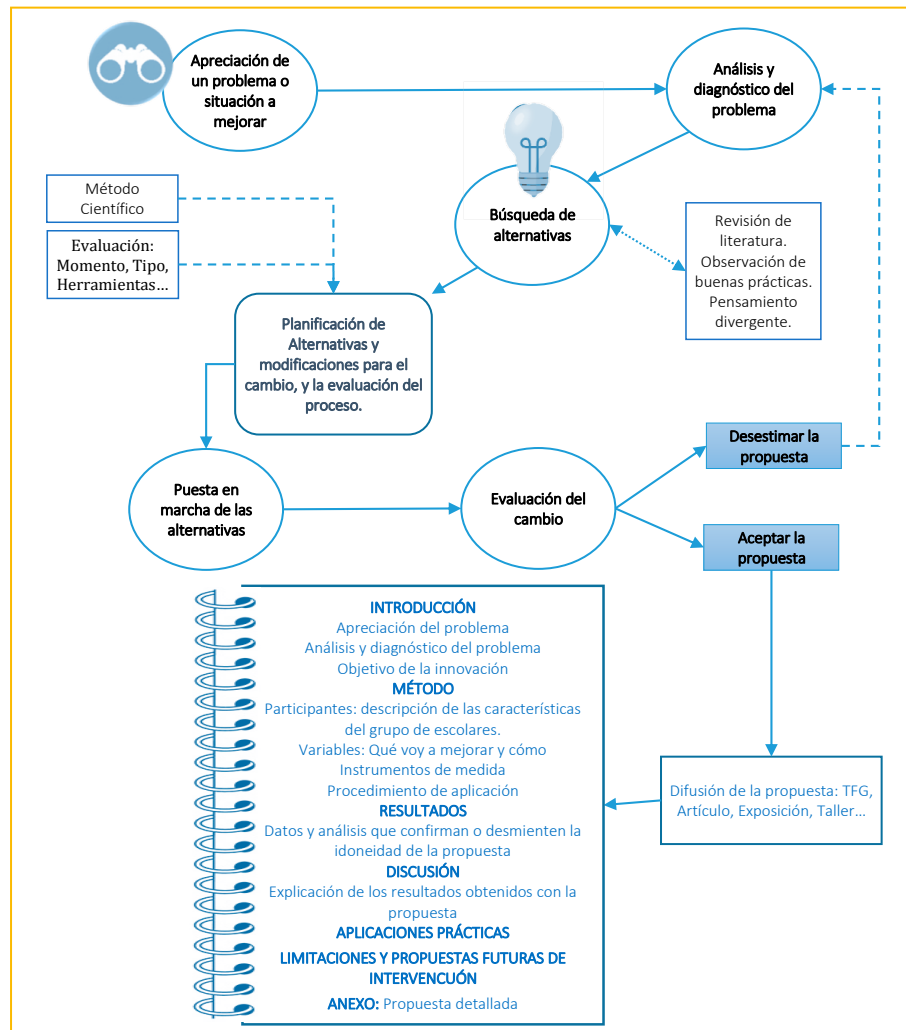 Apreciación de
un problema o
situación a
mejorar
Análisis y
diagnóstico del
problema
Búsqueda de
alternativas
Método
Científico
Evaluación:
Momento, Tipo,
Herramientas...
Revisión de
literatura.
Observación de
buenas prácticas.
Pensamiento
divergente.
Planificación de
Alternativas y
modificaciones para el
cambio, y la evaluación del
proceso.
Desestimar la
propuesta
Puesta en
marcha de las
alternativas
Evaluación del
cambio
Aceptar la
propuesta
INTRODUCCIÓN
Apreciación del problema
Análisis y diagnóstico del problema
Objetivo de la innovación
MÉTODO
Participantes: descripción de las características
del grupo de escolares.
Variables: Qué voy a mejorar y cómo
Instrumentos de medida
Procedimiento de aplicación
RESULTADOS
Datos y análisis que confirman o desmienten la
idoneidad de la propuesta
DISCUSIÓN
Explicación de los resultados obtenidos con la
propuesta
APLICACIONES PRÁCTICAS
LIMITACIONES Y PROPUESTAS FUTURAS DE
INTERVENCUÓN
ANEXO: Propuesta detallada
Difusión de la propuesta: TFG,
Artículo, Exposición, Taller...